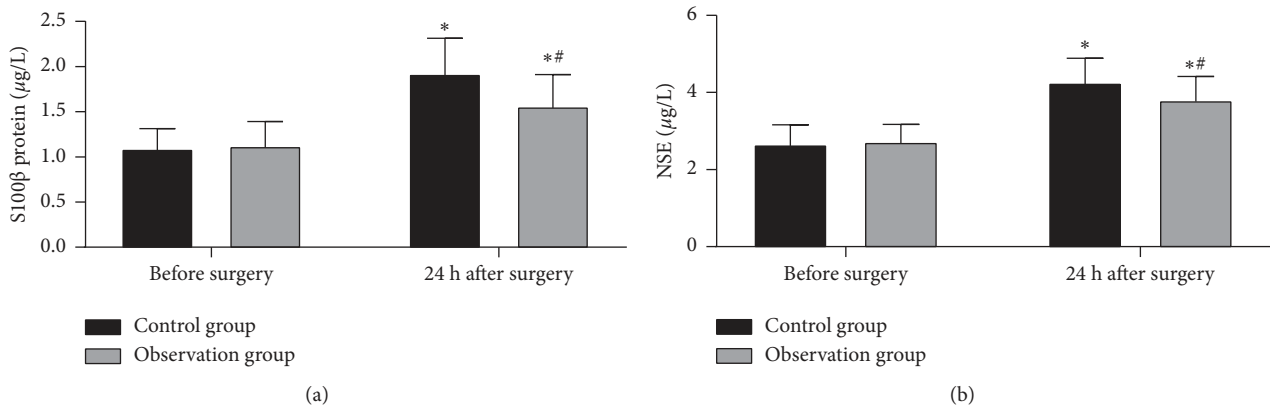 S100β protein (μg/L)
2.5
2.0
1.5
1.0
0.5
0.0
*
*#
Before surgery
24 h after surgery
Control group
Observation group
(a)
NSE (μg/L)
6
4
2
0
*
*#
Before surgery
24 h after surgery
Control group
Observation group
(b)